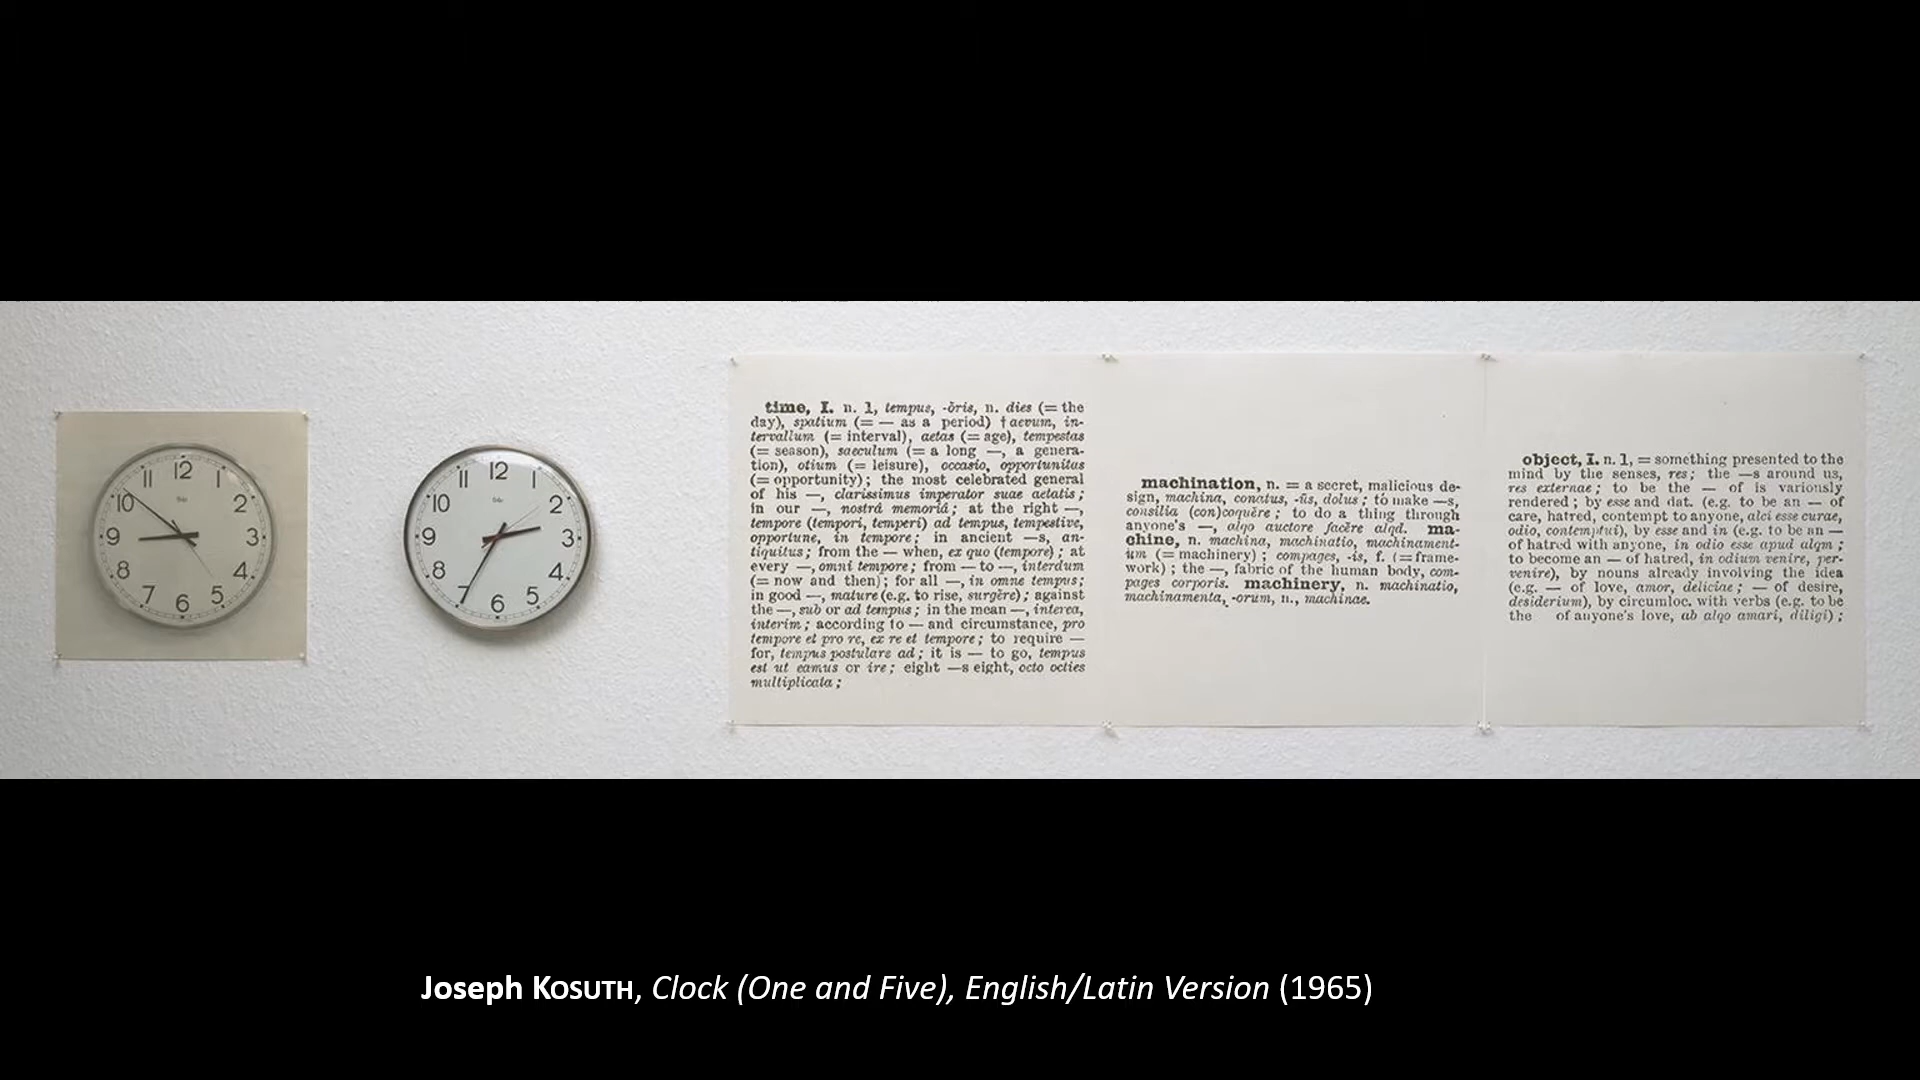 12
11 1
10 2
9 3
8 4
7 5
6
12
11
10 2
9 3
8 4
7 5
6
time, I. n. 1, tempus, -ŏris, n. dies (= the
day), spatium (= — as a period) † aevum, in-
tervallum (= interval), aetas (= age), tempestas
(= season), saeculum (= a long —, a genera-
tion), otium (= leisure), occasio, opportunitas
(= opportunity); the most celebrated general
of his —, clarissimus imperator suae aetatis;
in our —, nostrā memoriā; at the right —,
tempore (tempori, temperi) ad tempus, tempestive,
opportune, in tempore; in ancient —s, an-
tiquitus; from the — when, ex quo (tempore); at
every —, omni tempore; from — to —, interdum
(= now and then); for all —, in omne tempus;
in good —, mature (e.g. to rise, surgĕre); against
the —, sub or ad tempus; in the mean —, interea,
interim; according to — and circumstance, pro
tempore et pro re, ex re et tempore; to require —
for, tempus postulare ad; it is — to go, tempus
est ut eamus or ire; eight —s eight, octo octies
multiplicata;
machination, n. = a secret, malicious de-
sign, machina, conatus, -ūs, dolus; to make —s,
consilia (con)coquĕre; to do a thing through
anyone's —, alqo auctore facĕre alqd. ma-
chine, n. machina, machinatio, machinament-
um (= machinery); compages, -is, f. (= frame-
work); the —, fabric of the human body, com-
pages corporis. machinery, n. machinatio,
machinamenta, -orum, n., machinae.
object, I. n. 1, = something presented to the
mind by the senses, res; the —s around us,
res externae; to be the — of is variously
rendered; by esse and dat. (e.g. to be an — of
care, hatred, contempt to anyone, alci esse curae,
odio, contemptui), by esse and in (e.g. to be an —
of hatred with anyone, in odio esse apud alqm;
to become an — of hatred, in odium venire, per-
venire), by nouns already involving the idea
(e.g. — of love, amor, deliciae; — of desire,
desiderium), by circumloc. with verbs (e.g. to be
the of anyone's love, ab alqo amari, diligi);
Joseph KOSUTH, Clock (One and Five), English/Latin Version (1965)